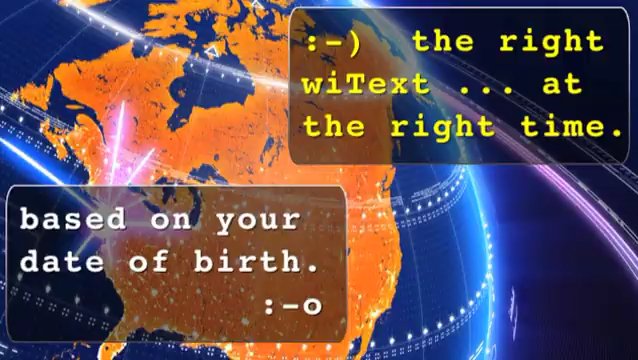 :-) the right
wiText ... at
the right time.
based on your
date of birth.
:-o